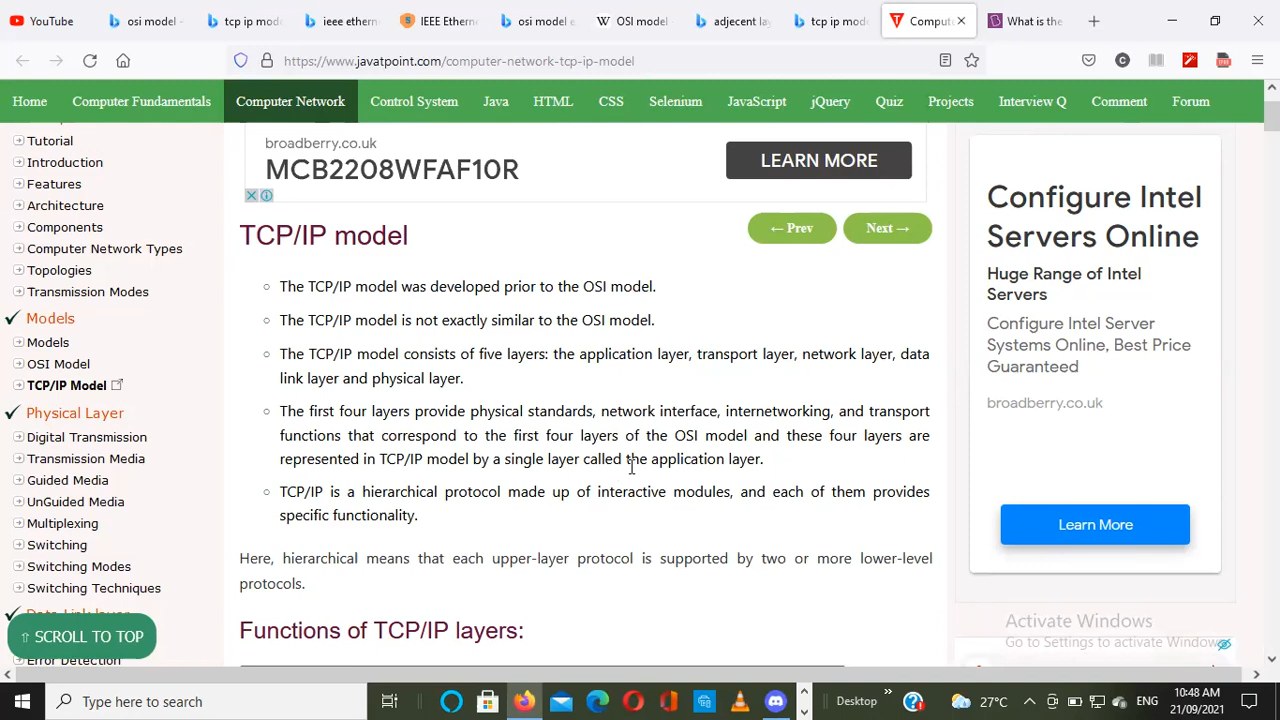 YouTube
osi model -
tcp ip mode
ieee ethern
IEEE Ethern
osi model e
OSI model -
adjecent lay
tcp ip mode
Compute
What is the
https://www.javatpoint.com/computer-network-tcp-ip-model
Home
Computer Fundamentals
Computer Network
Control System
Java
HTML
CSS
Selenium
JavaScript
jQuery
Quiz
Projects
Interview Q
Comment
Forum
Tutorial
Introduction
Features
Architecture
Components
Computer Network Types
Topologies
Transmission Modes
Models
Models
OSI Model
TCP/IP Model
Physical Layer
Digital Transmission
Transmission Media
Guided Media
UnGuided Media
Multiplexing
Switching
Switching Modes
Switching Techniques
Data Link layer
⇧ SCROLL TO TOP
Error Detection
broadberry.co.uk
MCB2208WFAF10R
LEARN MORE
TCP/IP model
← Prev
Next →
The TCP/IP model was developed prior to the OSI model.
The TCP/IP model is not exactly similar to the OSI model.
The TCP/IP model consists of five layers: the application layer, transport layer, network layer, data
link layer and physical layer.
The first four layers provide physical standards, network interface, internetworking, and transport
functions that correspond to the first four layers of the OSI model and these four layers are
represented in TCP/IP model by a single layer called the application layer.
TCP/IP is a hierarchical protocol made up of interactive modules, and each of them provides
specific functionality.
Here, hierarchical means that each upper-layer protocol is supported by two or more lower-level
protocols.
Functions of TCP/IP layers:
Configure Intel
Servers Online
Huge Range of Intel
Servers
Configure Intel Server
Systems Online, Best Price
Guaranteed
broadberry.co.uk
Learn More
Activate Windows
Go to Settings to activate Windows.
Type here to search
Desktop
27°C
ENG
10:48 AM
21/09/2021